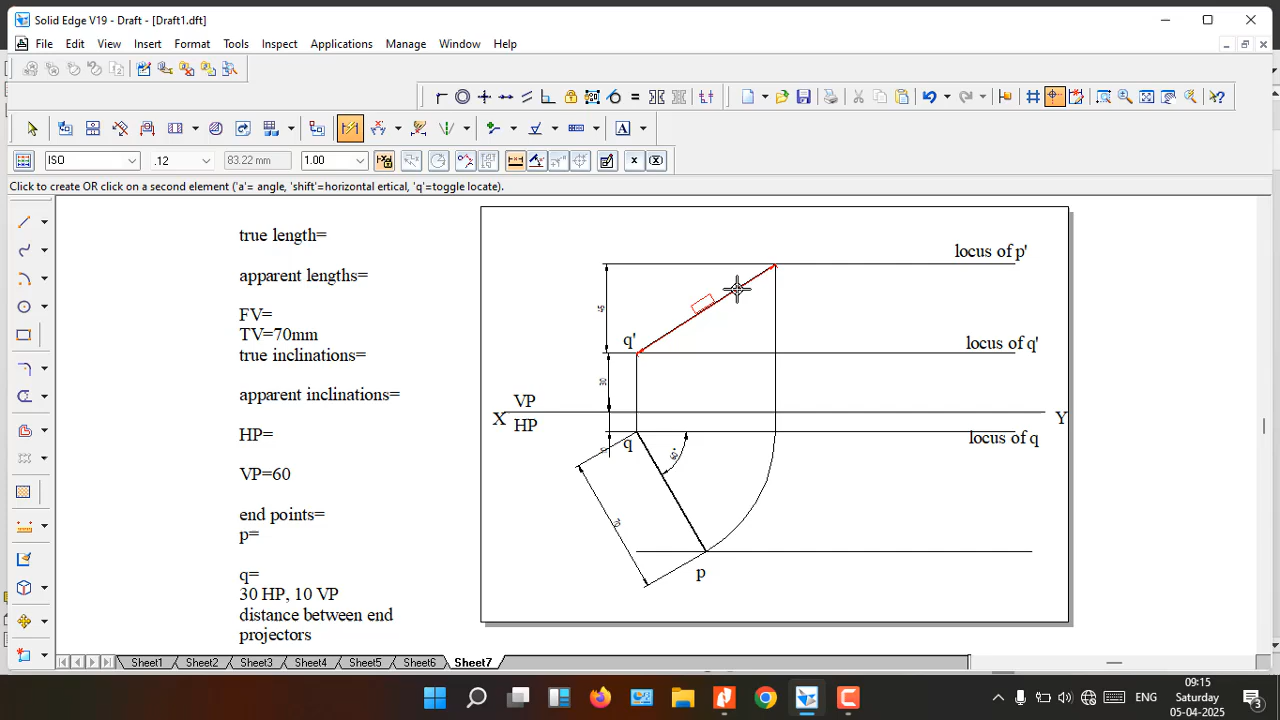 Solid Edge V19 - Draft - [Draft1.dft]
File Edit View Insert Format Tools Inspect Applications Manage Window Help
ISO .12 83.22 mm 1.00
Click to create OR click on a second element ('a'= angle, 'shift'=horizontal ertical, 'q'=toggle locate).
true length=
apparent lengths=
FV=
TV=70mm
true inclinations=
apparent inclinations=
HP=
VP=60
end points=
p=
q=
30 HP, 10 VP
distance between end
projectors
locus of p'
45
q'
locus of q'
30
VP
X
Y
HP
q
locus of q
p
Sheet1 Sheet2 Sheet3 Sheet4 Sheet5 Sheet6 Sheet7
ENG
09:15
Saturday
05-04-2025
3